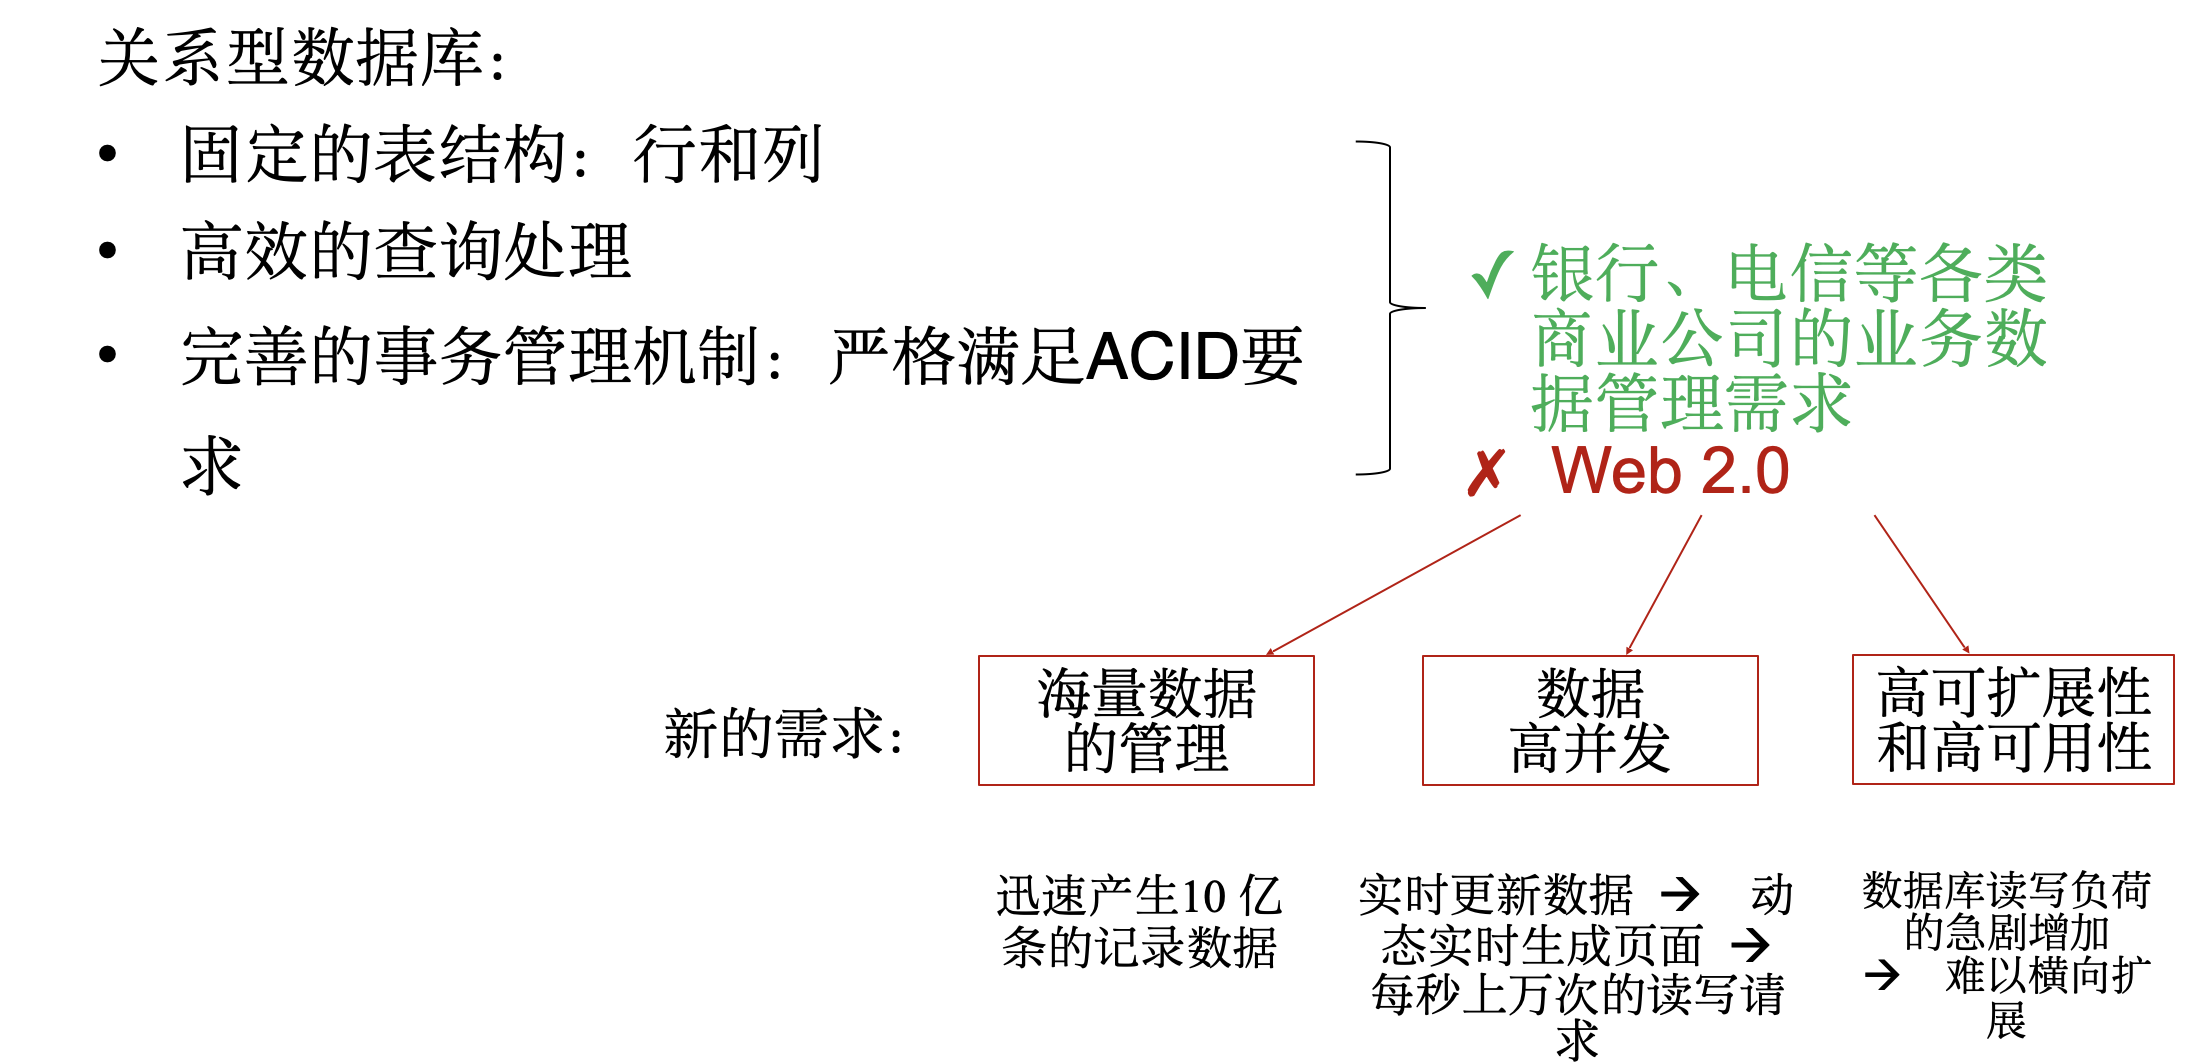 关系型数据库：
• 固定的表结构：行和列
• 高效的查询处理
• 完善的事务管理机制：严格满足ACID要
求
✓ 银行、电信等各类
商业公司的业务数
据管理需求
✗ Web 2.0
新的需求：
海量数据
的管理
数据
高并发
高可扩展性
和高可用性
迅速产生10 亿
条的记录数据
实时更新数据 → 动
态实时生成页面 →
每秒上万次的读写请
求
数据库读写负荷
的急剧增加
→ 难以横向扩
展